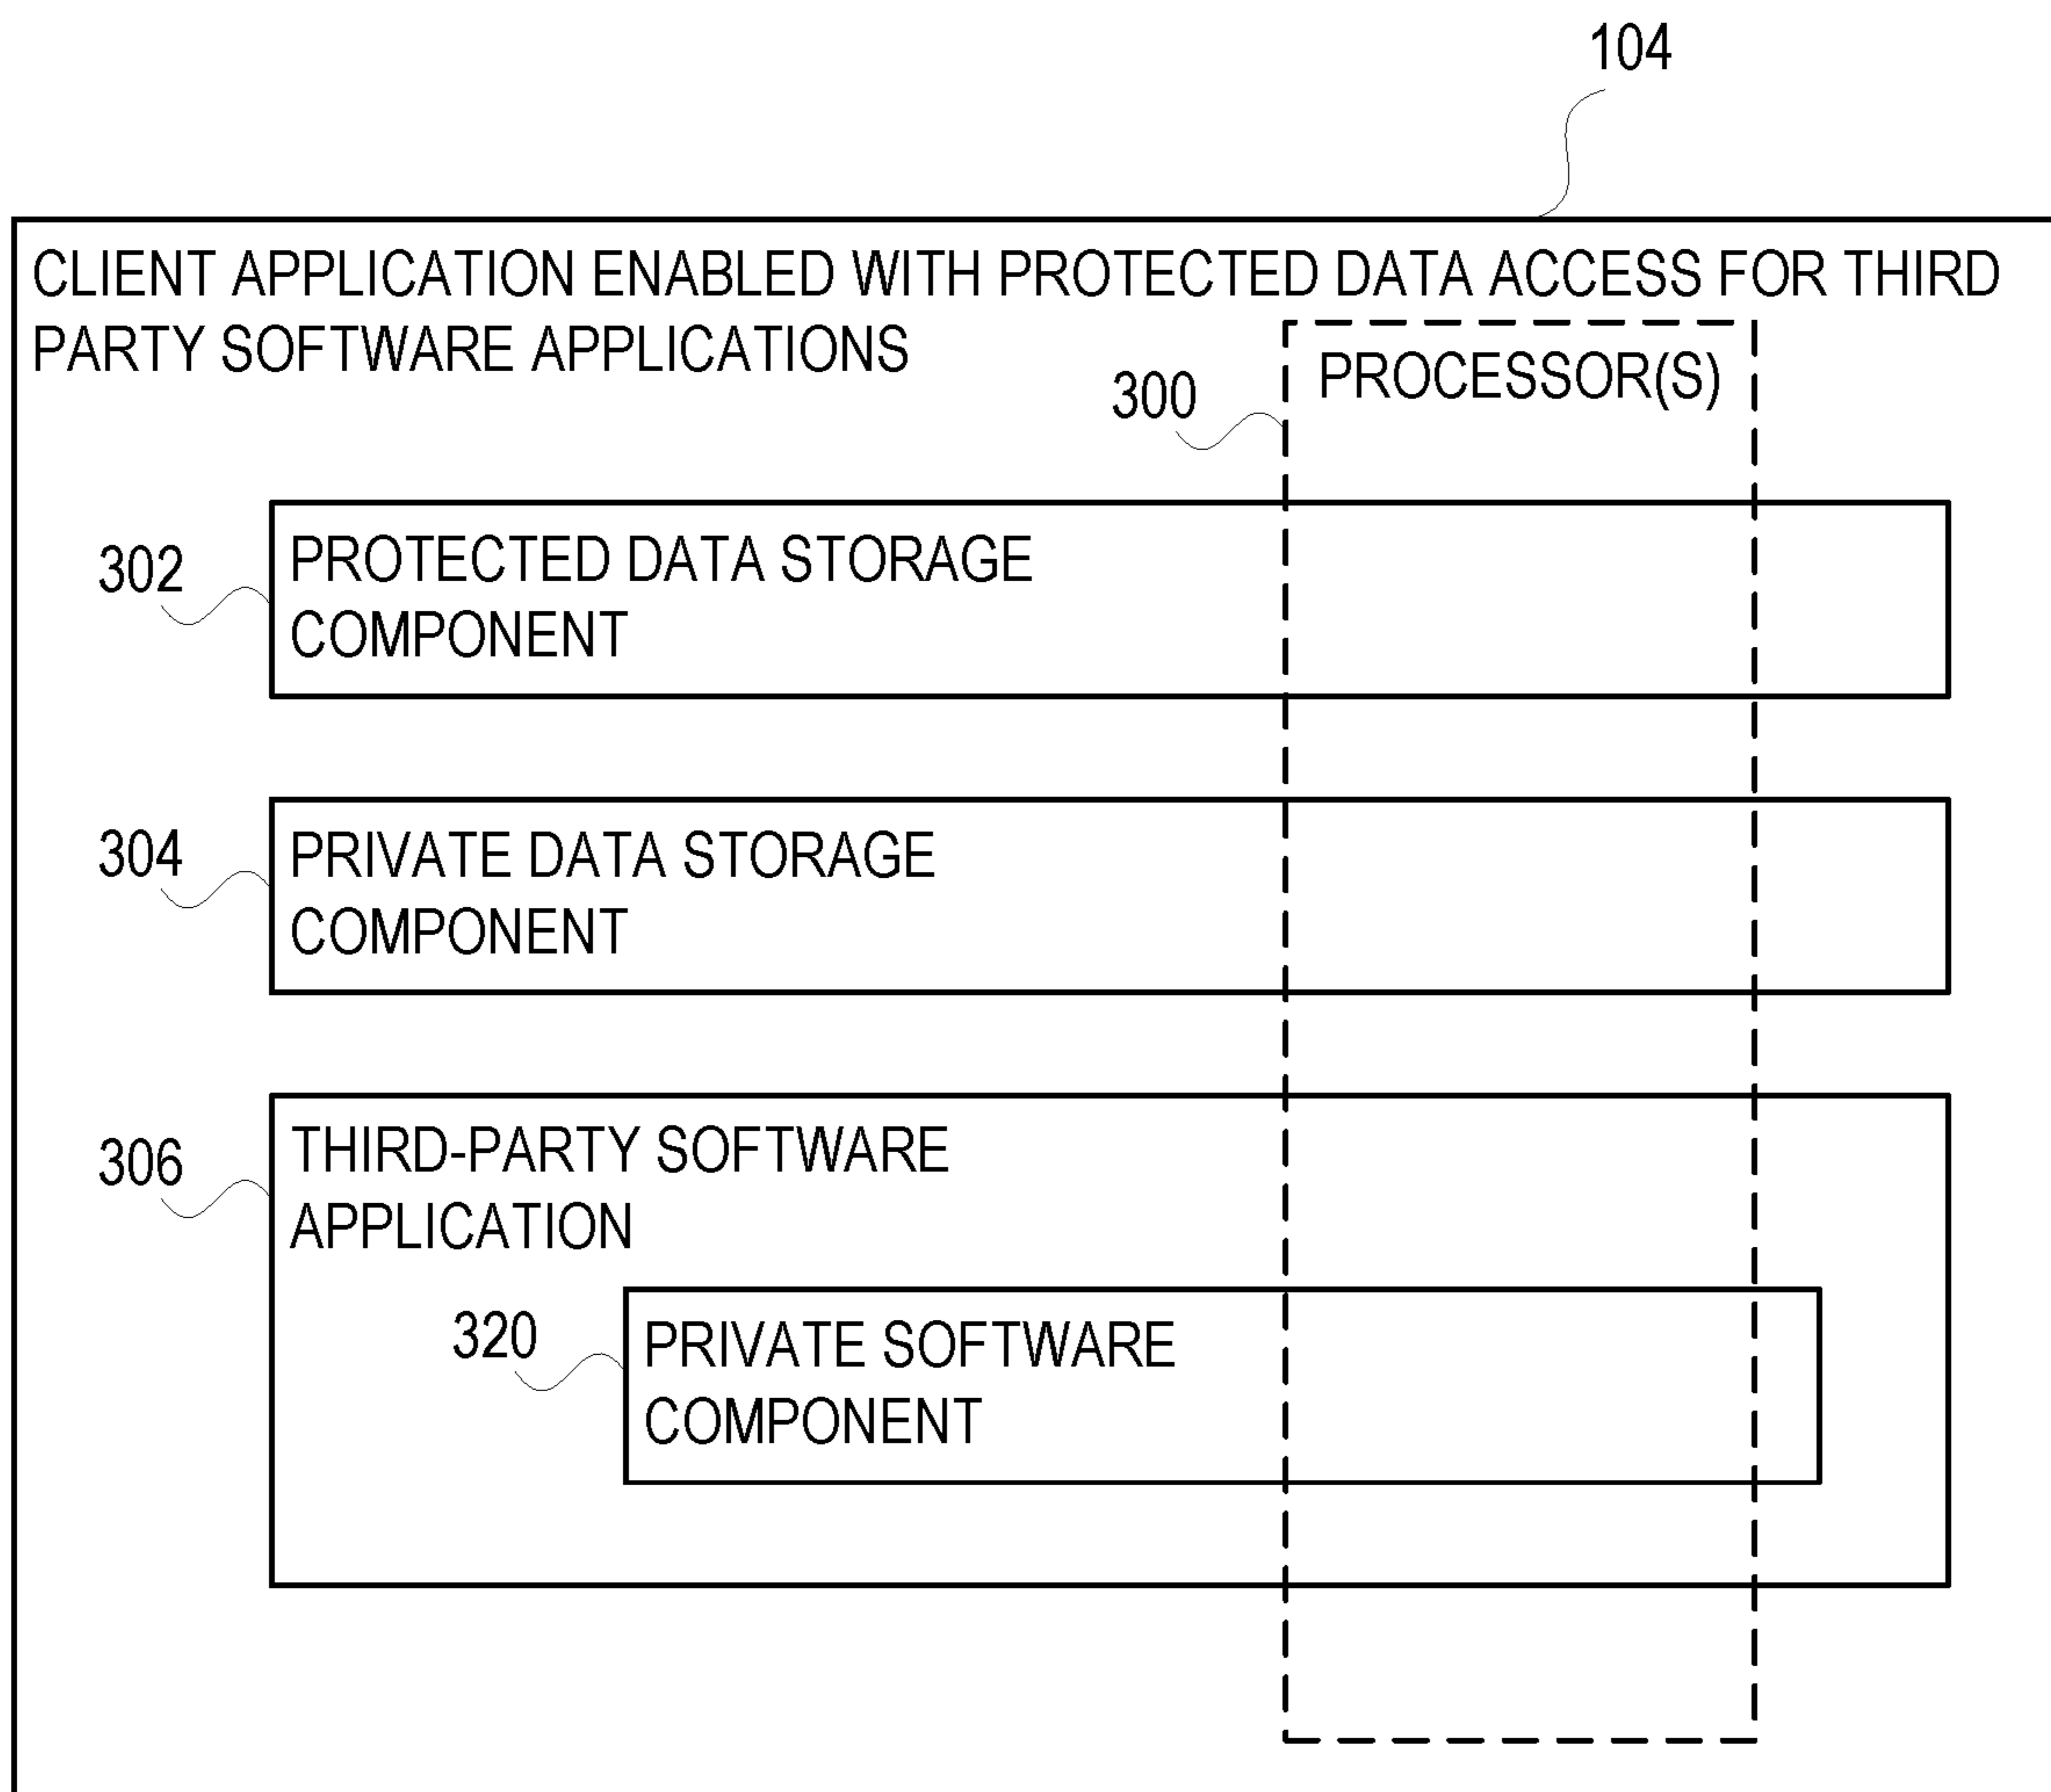 104
CLIENT APPLICATION ENABLED WITH PROTECTED DATA ACCESS FOR THIRD
PARTY SOFTWARE APPLICATIONS
PROCESSOR(S)
300
302
PROTECTED DATA STORAGE
COMPONENT
304
PRIVATE DATA STORAGE
COMPONENT
306
THIRD-PARTY SOFTWARE
APPLICATION
320
PRIVATE SOFTWARE
COMPONENT